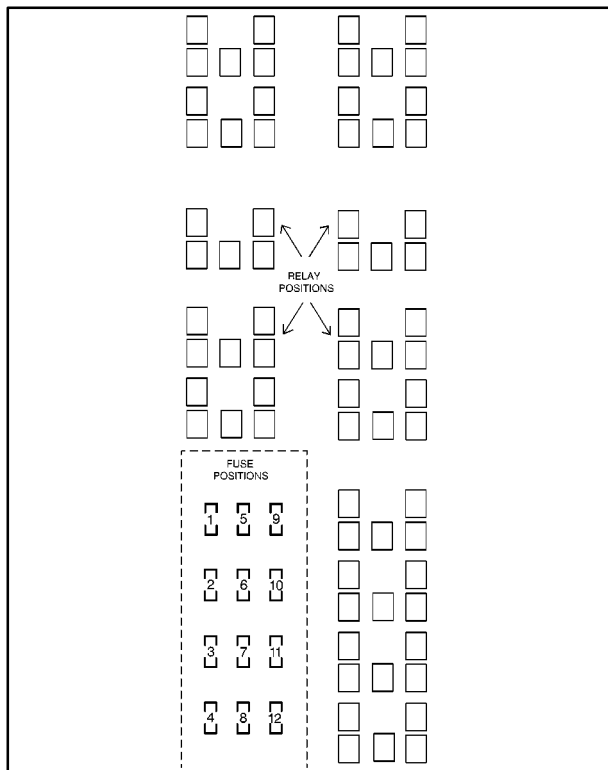 RELAY
POSITIONS
FUSE
POSITIONS
1 5 9
2 6 10
3 7 11
4 8 12